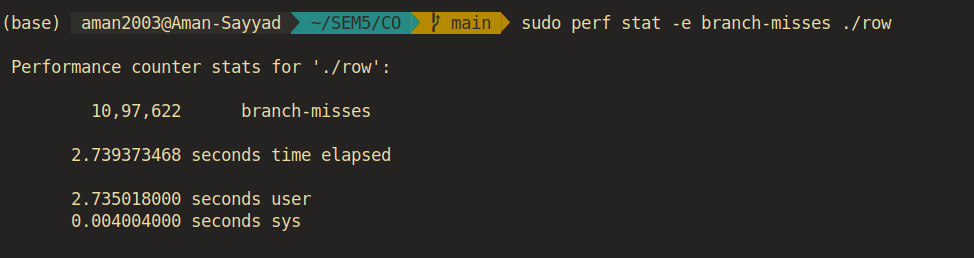 (base) aman2003@Aman-Sayyad ~/SEM5/CO main sudo perf stat -e branch-misses ./row
Performance counter stats for './row':
10,97,622 branch-misses
2.739373468 seconds time elapsed
2.735018000 seconds user
0.004004000 seconds sys